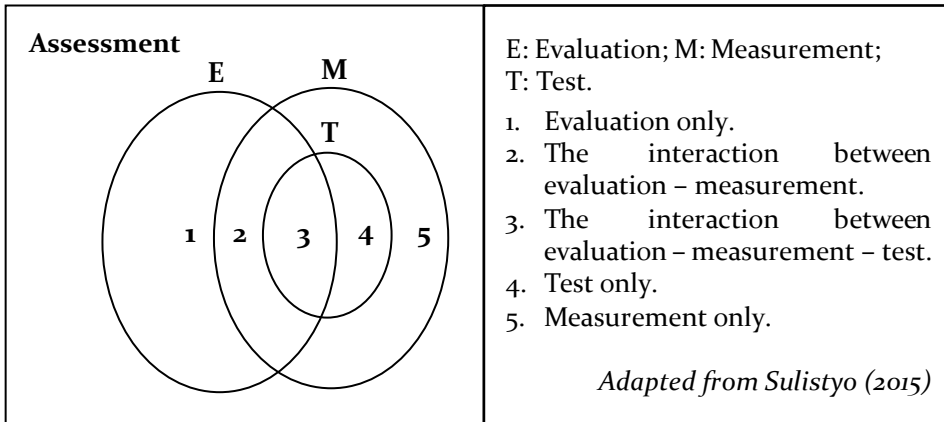 Assessment
E
M
T
1
2
3
4
5
E: Evaluation; M: Measurement;
T: Test.
1. Evaluation only.
2. The interaction between
evaluation – measurement.
3. The interaction between
evaluation – measurement – test.
4. Test only.
5. Measurement only.
Adapted from Sulistyo (2015)